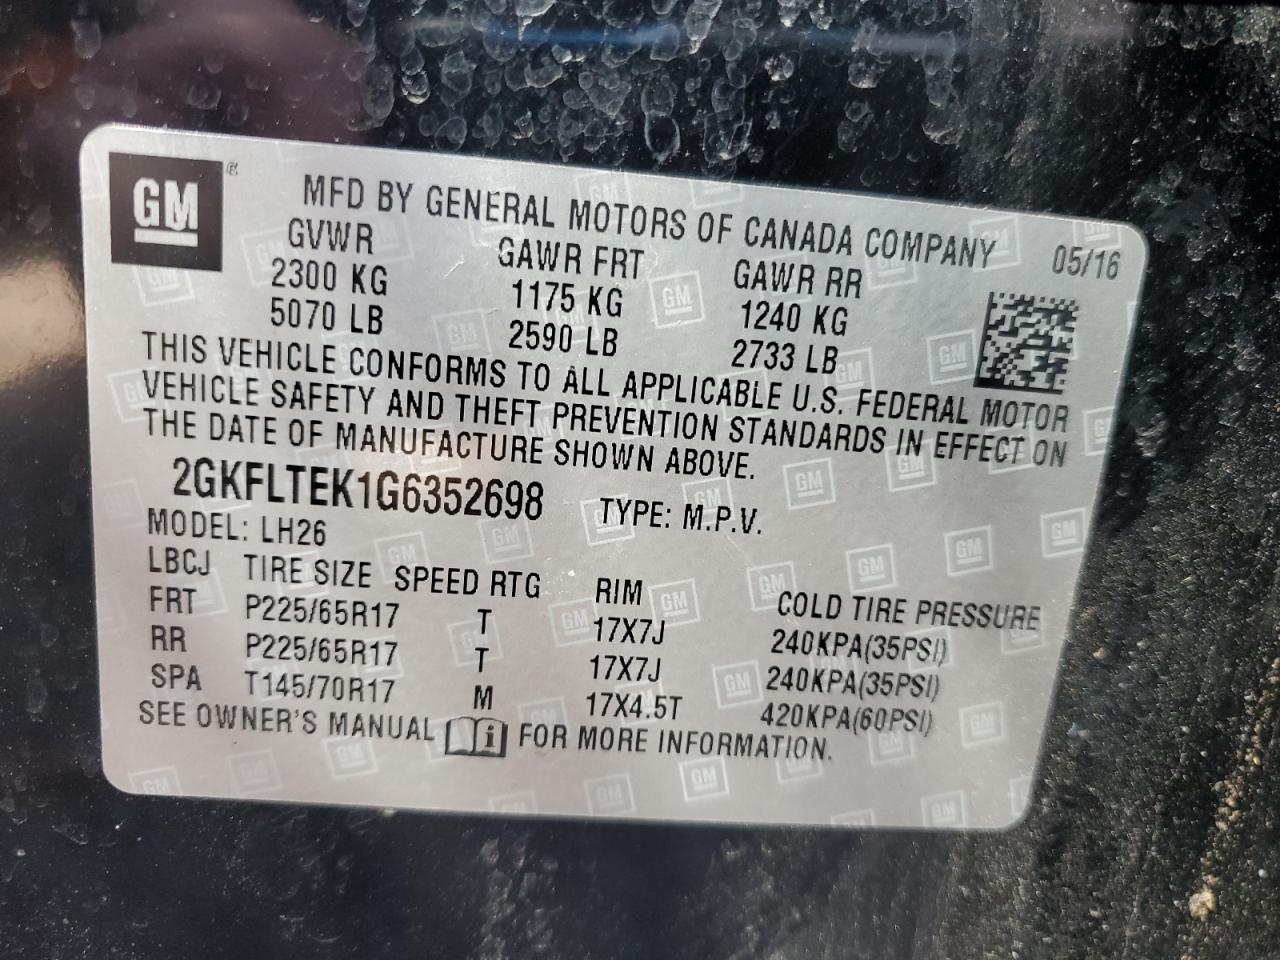 GM
MFD BY GENERAL MOTORS OF CANADA COMPANY 05/16
GVWR GAWR FRT GAWR RR
2300 KG 1175 KG 1240 KG
5070 LB 2590 LB 2733 LB
THIS VEHICLE CONFORMS TO ALL APPLICABLE U.S. FEDERAL MOTOR
VEHICLE SAFETY AND THEFT PREVENTION STANDARDS IN EFFECT ON
THE DATE OF MANUFACTURE SHOWN ABOVE.
2GKFLTEK1G6352698 TYPE: M.P.V.
MODEL: LH26
LBCJ TIRE SIZE SPEED RTG RIM COLD TIRE PRESSURE
FRT P225/65R17 T 17X7J 240KPA(35PSI)
RR P225/65R17 T 17X7J 240KPA(35PSI)
SPA T145/70R17 M 17X4.5T 420KPA(60PSI)
SEE OWNER'S MANUAL i FOR MORE INFORMATION.